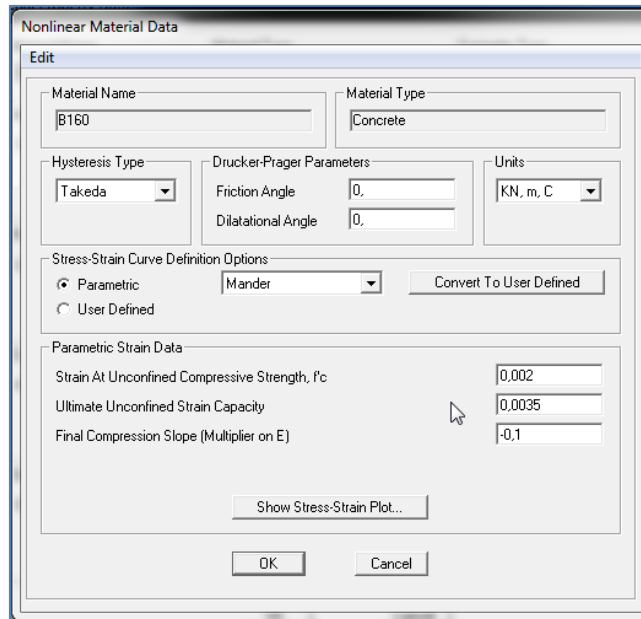 Nonlinear Material Data
Edit
Material Name
B160
Material Type
Concrete
Hysteresis Type
Takeda
Drucker-Prager Parameters
Friction Angle 0,
Dilatational Angle 0,
Units
KN, m, C
Stress-Strain Curve Definition Options
Parametric Mander Convert To User Defined
User Defined
Parametric Strain Data
Strain At Unconfined Compressive Strength, f'c 0,002
Ultimate Unconfined Strain Capacity 0,0035
Final Compression Slope (Multiplier on E) -0,1
Show Stress-Strain Plot...
OK Cancel